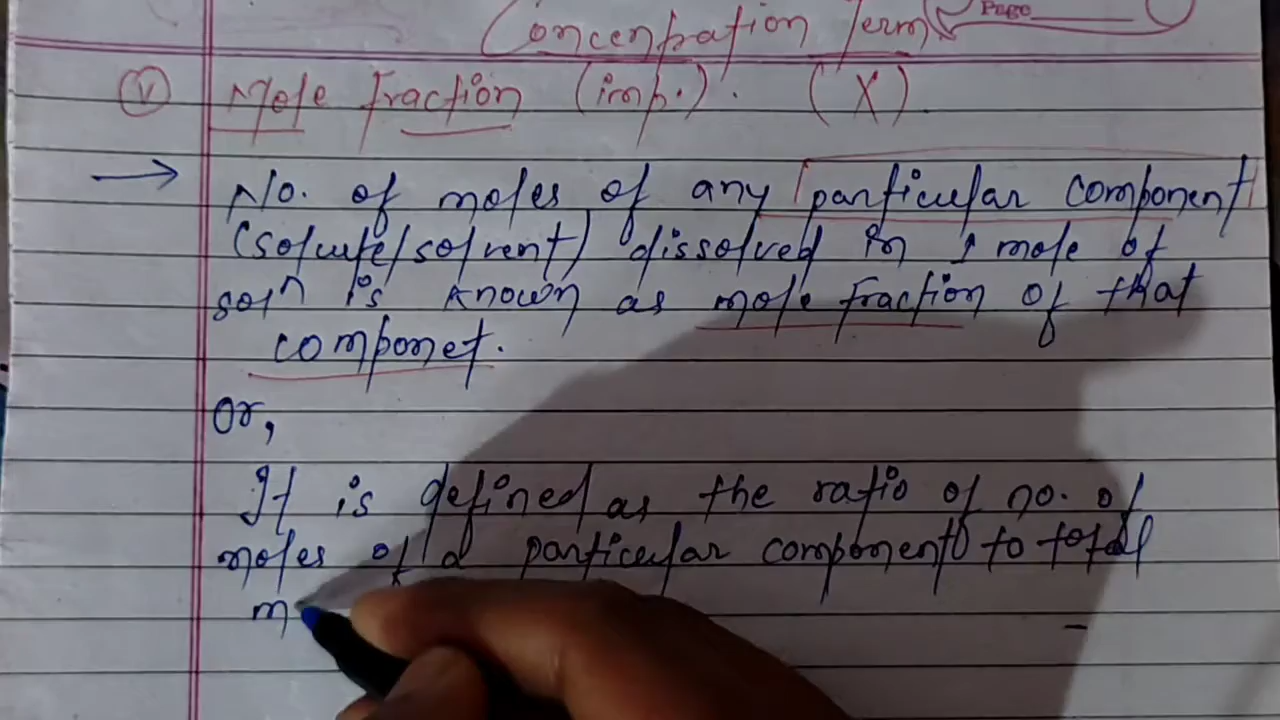 Concentration Term
Page
(v) Mole fraction (imp.). (X)
→ No. of moles of any particular component
(solute/solvent) dissolved in 1 mole of
solⁿ is known as mole fraction of that
componet.
Or,
It is defined as the ratio of no. of
moles of a particular component to total
m